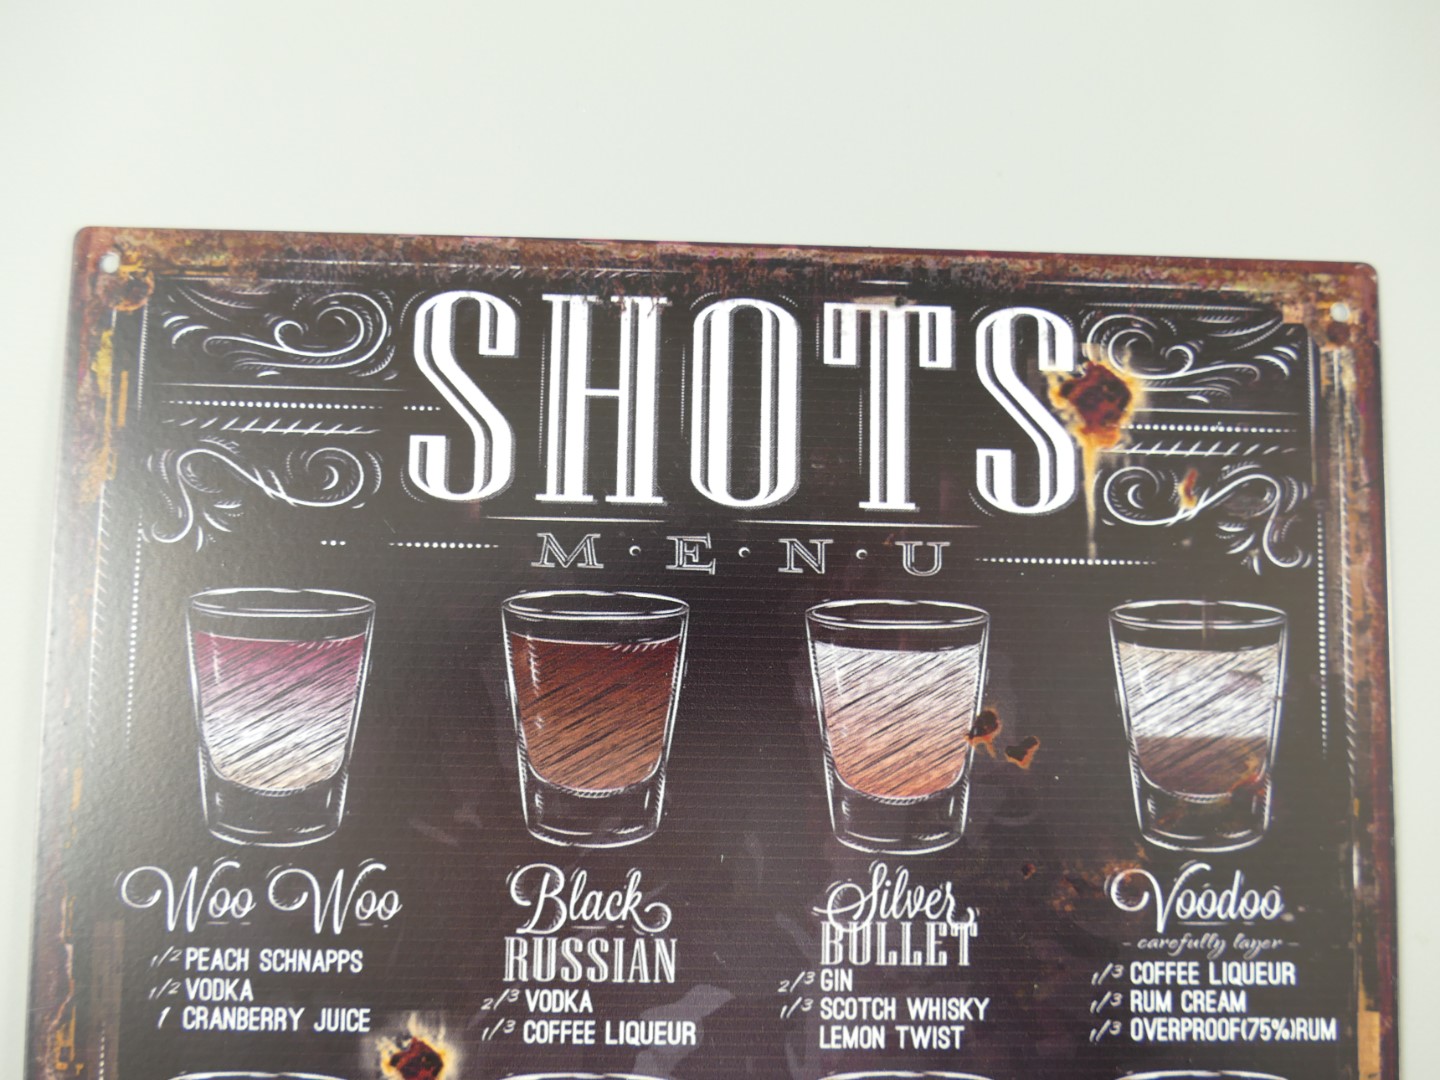 SHOTS
M·E·N·U
Woo Woo
1/2 PEACH SCHNAPPS
1/2 VODKA
1 CRANBERRY JUICE
Black
RUSSIAN
2/3 VODKA
1/3 COFFEE LIQUEUR
Silver
BULLET
2/3 GIN
1/3 SCOTCH WHISKY
LEMON TWIST
Voodoo
- carefully layer -
1/3 COFFEE LIQUEUR
1/3 RUM CREAM
1/3 OVERPROOF(75%)RUM